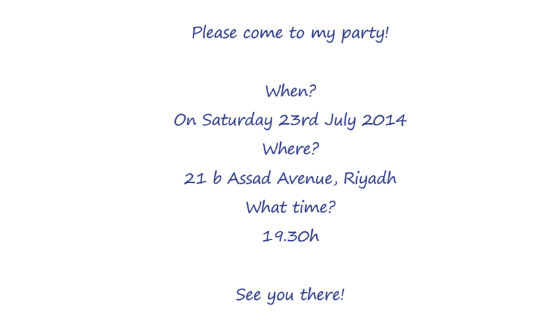 Please come to my party!
When?
On Saturday 23rd July 2014
Where?
21 b Assad Avenue, Riyadh
What time?
19.30h
See you there!